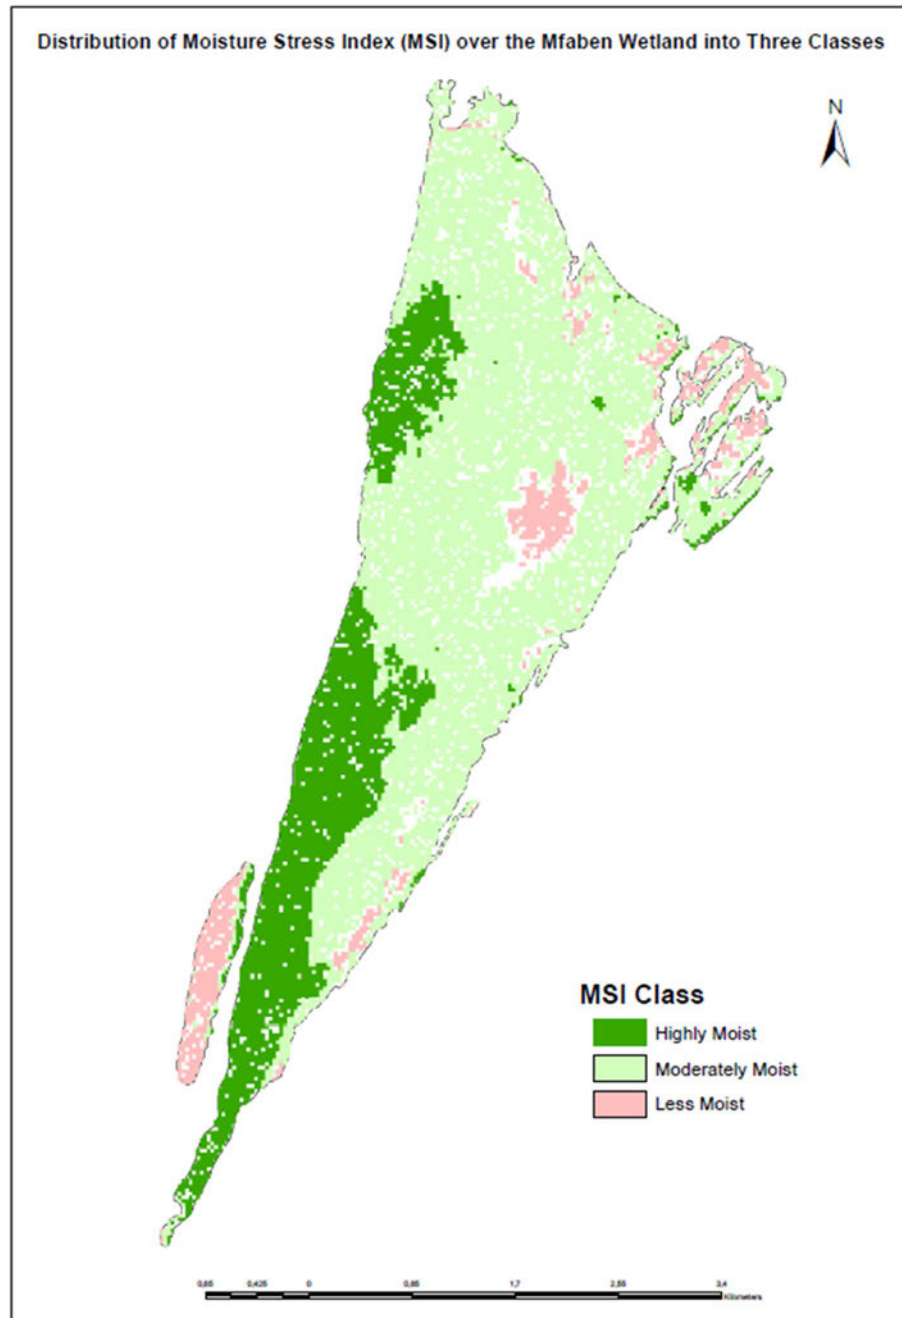 Distribution of Moisture Stress Index (MSI) over the Mfaben Wetland into Three Classes
N
MSI Class
Highly Moist
Moderately Moist
Less Moist
0,85 0,425 0 0,85 1,7 2,55 3,4
Kilometers